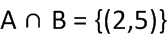 A ∩ B = {(2,5)}